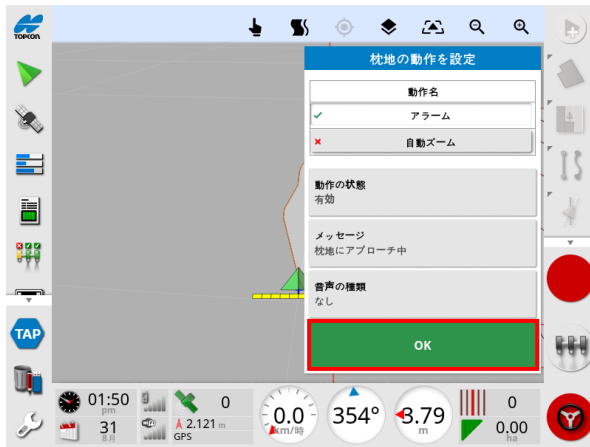 TOPCON
枕地の動作を設定
動作名
アラーム
自動ズーム
動作の状態
有効
メッセージ
枕地にアプローチ中
音声の種類
なし
OK
TAP
01:50
pm
31
8月
0
2.121 m
GPS
0.0
km/時
354°
3.79
m
0
0.00
ha